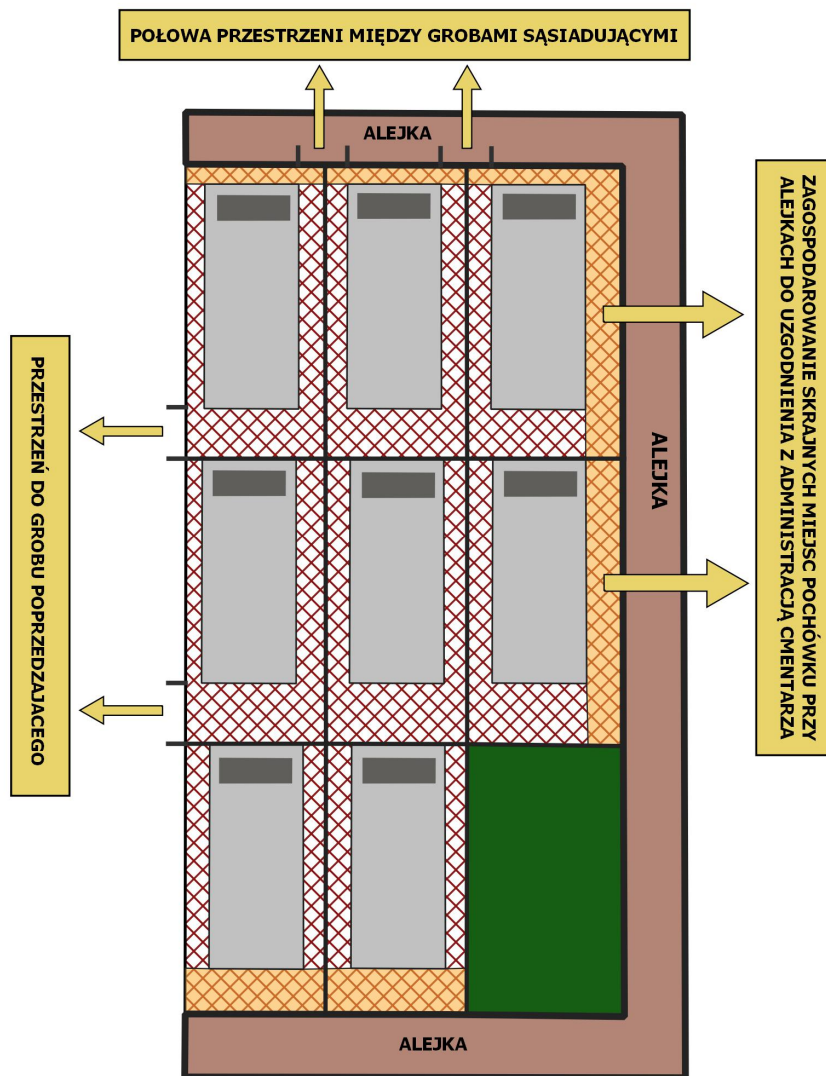 POŁOWA PRZESTRZENI MIĘDZY GROBAMI SĄSIADUJĄCYMI
ALEJKA
ZAGOSPODAROWANIE SKRAJNYCH MIEJSC POCHÓWKU PRZY
ALEJKACH DO UZGODNIENIA Z ADMINISTRACJĄ CMENTARZA
PRZESTRZEŃ DO GROBU POPRZEDZAJACEGO
ALEJKA
ALEJKA